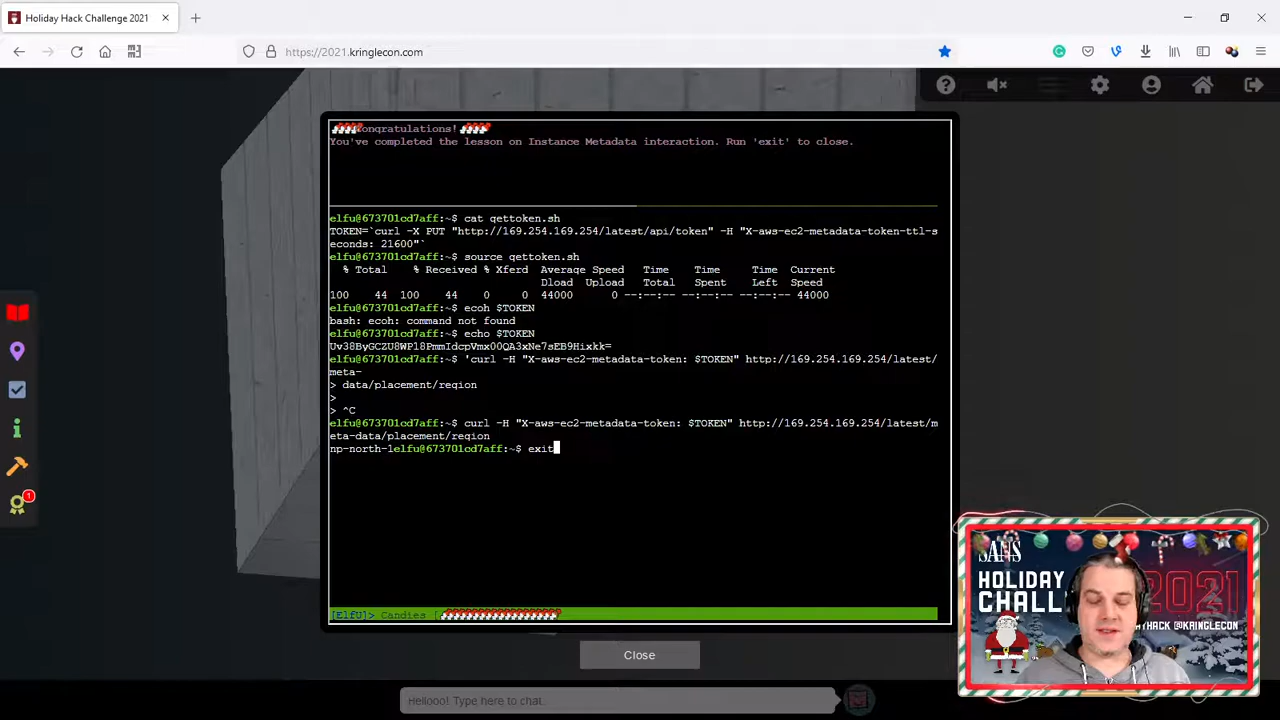 Holiday Hack Challenge 2021
https://2021.kringlecon.com
Congratulations!
You've completed the lesson on Instance Metadata interaction. Run 'exit' to close.
elfu@673701cd7aff:~$ cat gettoken.sh
TOKEN=`curl -X PUT "http://169.254.169.254/latest/api/token" -H "X-aws-ec2-metadata-token-ttl-s
econds: 21600"`
elfu@673701cd7aff:~$ source gettoken.sh
% Total % Received % Xferd Average Speed Time Time Time Current
Dload Upload Total Spent Left Speed
100 44 100 44 0 0 44000 0 --:--:-- --:--:-- --:--:-- 44000
elfu@673701cd7aff:~$ ecoh $TOKEN
bash: ecoh: command not found
elfu@673701cd7aff:~$ echo $TOKEN
Uv38ByGCZU8WPl8PmmIdcpVmx00QA3xNe7sEB9Hixkk=
elfu@673701cd7aff:~$ 'curl -H "X-aws-ec2-metadata-token: $TOKEN" http://169.254.169.254/latest/
meta-
> data/placement/region
>
> ^C
elfu@673701cd7aff:~$ curl -H "X-aws-ec2-metadata-token: $TOKEN" http://169.254.169.254/latest/m
eta-data/placement/region
np-north-1elfu@673701cd7aff:~$ exit
[ElfU]> Candies [
Close
Hellooo! Type here to chat.
1
SANS
HOLIDAY
CHALL
2021
@KRINGLECON